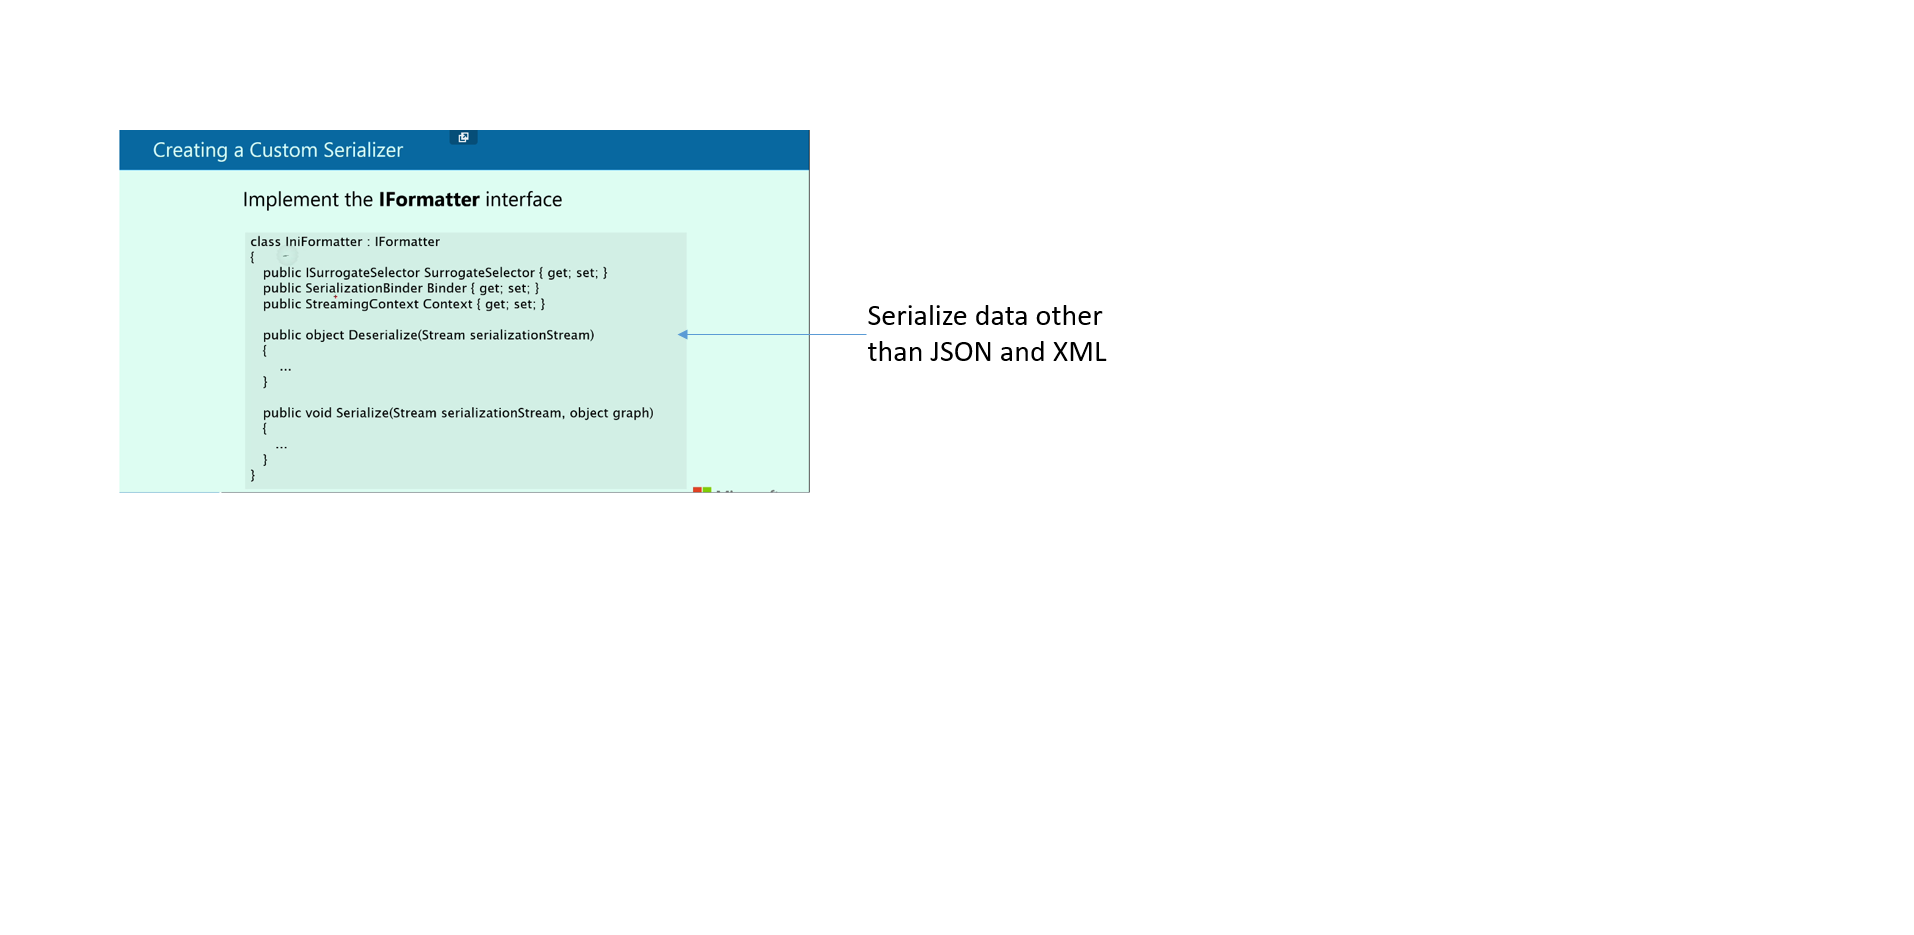 Creating a Custom Serializer
Implement the IFormatter interface
class IniFormatter : IFormatter
{
public ISurrogateSelector SurrogateSelector { get; set; }
public SerializationBinder Binder { get; set; }
public StreamingContext Context { get; set; }
public object Deserialize(Stream serializationStream)
{
...
}
public void Serialize(Stream serializationStream, object graph)
{
...
}
}
Serialize data other
than JSON and XML